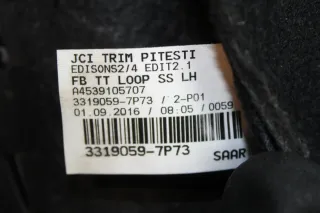 JCI TRIM PITESTI
EDISONS2/4 EDIT2.1
FB TT LOOP SS LH
A4539105707
3319059-7P73 / 2-P01
01.09.2016 / 08:05 / 0059
3319059-7P73
SAAR